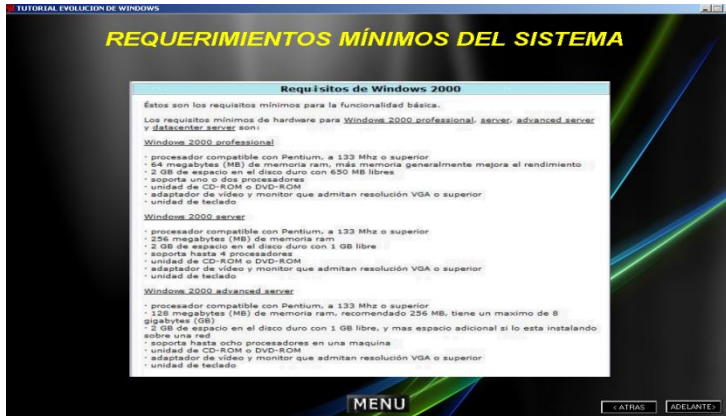 TUTORIAL EVOLUCION DE WINDOWS
REQUERIMIENTOS MÍNIMOS DEL SISTEMA
Requisitos de Windows 2000
Éstos son los requisitos mínimos para la funcionalidad básica.
Los requisitos mínimos de hardware para Windows 2000 professional, server, advanced server
y datacenter server son:
Windows 2000 professional
· procesador compatible con Pentium, a 133 Mhz o superior
· 64 megabytes (MB) de memoria ram, más memoria generalmente mejora el rendimiento
· 2 GB de espacio en el disco duro con 650 MB libres
· soporta uno o dos procesadores
· unidad de CD-ROM o DVD-ROM
· adaptador de vídeo y monitor que admitan resolución VGA o superior
· unidad de teclado
Windows 2000 server
· procesador compatible con Pentium, a 133 Mhz o superior
· 256 megabytes (MB) de memoria ram
· 2 GB de espacio en el disco duro con 1 GB libre
· soporta hasta 4 procesadores
· unidad de CD-ROM o DVD-ROM
· adaptador de vídeo y monitor que admitan resolución VGA o superior
· unidad de teclado
Windows 2000 advanced server
· procesador compatible con Pentium, a 133 Mhz o superior
· 128 megabytes (MB) de memoria ram, recomendado 256 MB, tiene un maximo de 8
gigabytes (GB)
· 2 GB de espacio en el disco duro con 1 GB libre, y mas espacio adicional si lo esta instalando
sobre una red
· soporta hasta ocho procesadores en una maquina
· unidad de CD-ROM o DVD-ROM
· adaptador de vídeo y monitor que admitan resolución VGA o superior
· unidad de teclado
MENU
< ATRAS
ADELANTE>